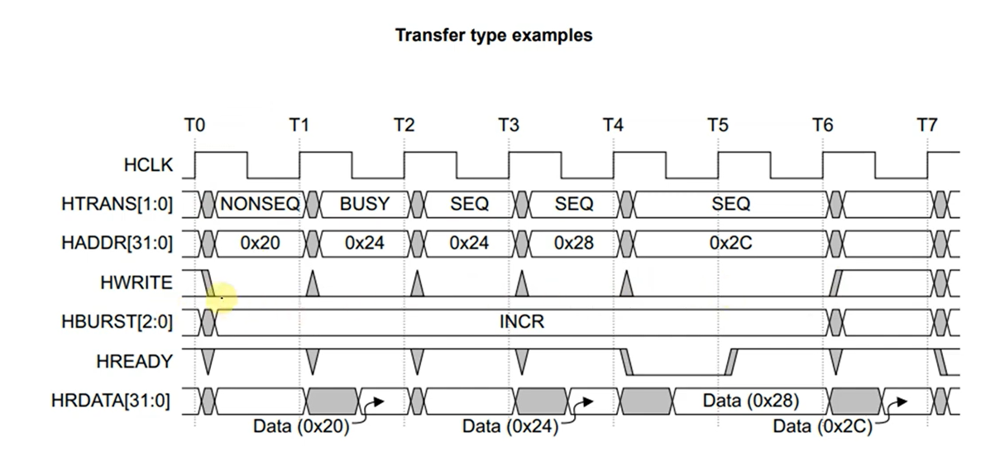 Transfer type examples
T0 T1 T2 T3 T4 T5 T6 T7
HCLK
HTRANS[1:0] NONSEQ BUSY SEQ SEQ SEQ
HADDR[31:0] 0x20 0x24 0x24 0x28 0x2C
HWRITE
HBURST[2:0] INCR
HREADY
HRDATA[31:0] Data (0x28)
Data (0x20) Data (0x24) Data (0x2C)